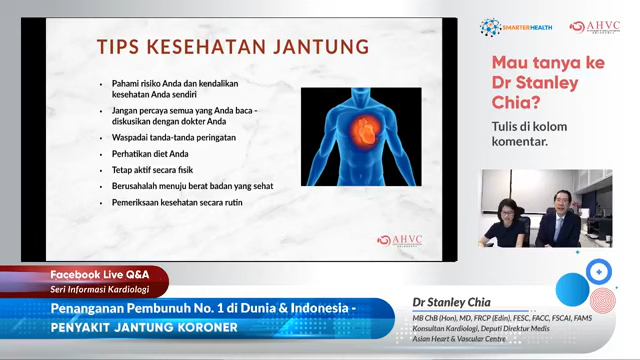 TIPS KESEHATAN JANTUNG
• Pahami risiko Anda dan kendalikan
kesehatan Anda sendiri
• Jangan percaya semua yang Anda baca -
diskusikan dengan dokter Anda
• Waspadai tanda-tanda peringatan
• Perhatikan diet Anda
• Tetap aktif secara fisik
• Berusahalah menuju berat badan yang sehat
• Pemeriksaan kesehatan secara rutin
AHVC
SMARTERHEALTH
AHVC
Mau tanya ke
Dr Stanley
Chia?
Tulis di kolom
komentar.
Facebook Live Q&A
Seri Informasi Kardiologi
Penanganan Pembunuh No. 1 di Dunia & Indonesia -
PENYAKIT JANTUNG KORONER
Dr Stanley Chia
MB ChB (Hon), MD, FRCP (Edin), FESC, FACC, FSCAI, FAMS
Konsultan Kardiologi, Deputi Direktur Medis
Asian Heart & Vascular Centre